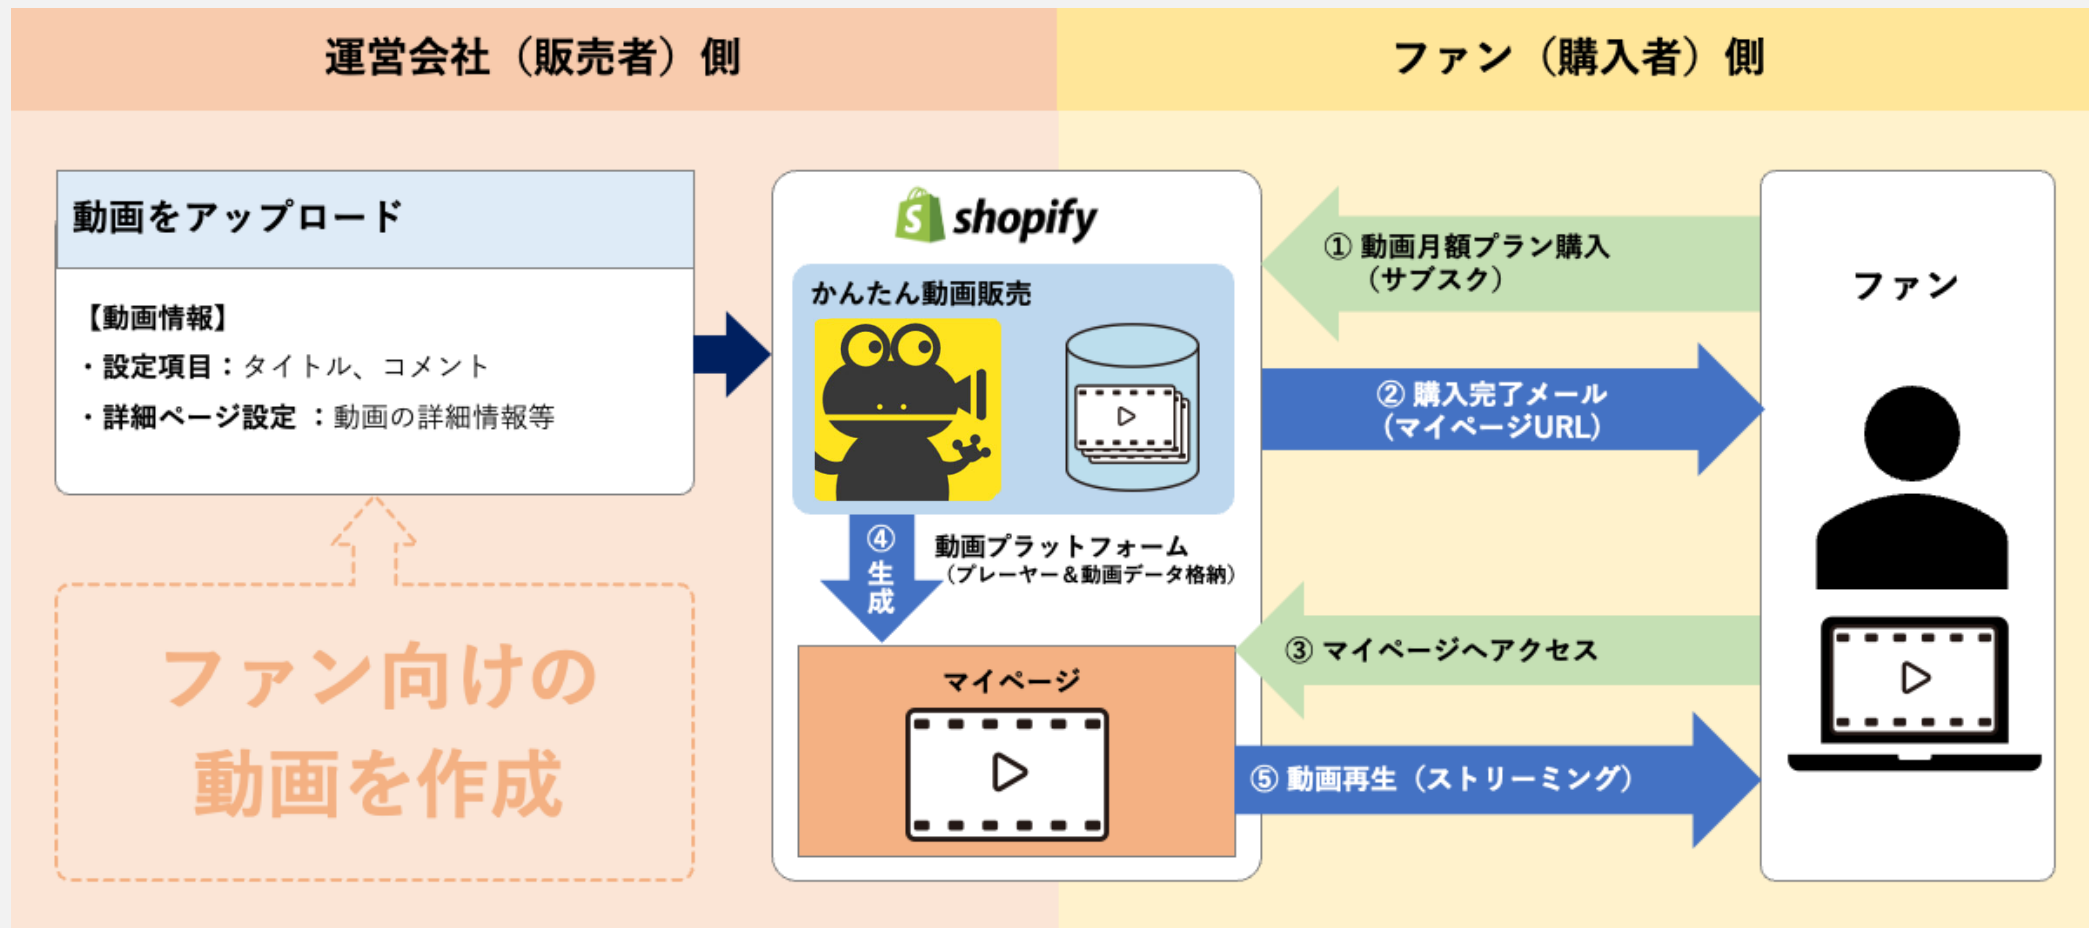 運営会社（販売者）側
ファン（購入者）側
動画をアップロード
【動画情報】
・設定項目：タイトル、コメント
・詳細ページ設定 ：動画の詳細情報等
ファン向けの
動画を作成
shopify
かんたん動画販売
④
生
成
動画プラットフォーム
（プレーヤー＆動画データ格納）
マイページ
① 動画月額プラン購入
（サブスク）
② 購入完了メール
（マイページURL）
③ マイページへアクセス
⑤ 動画再生（ストリーミング）
ファン